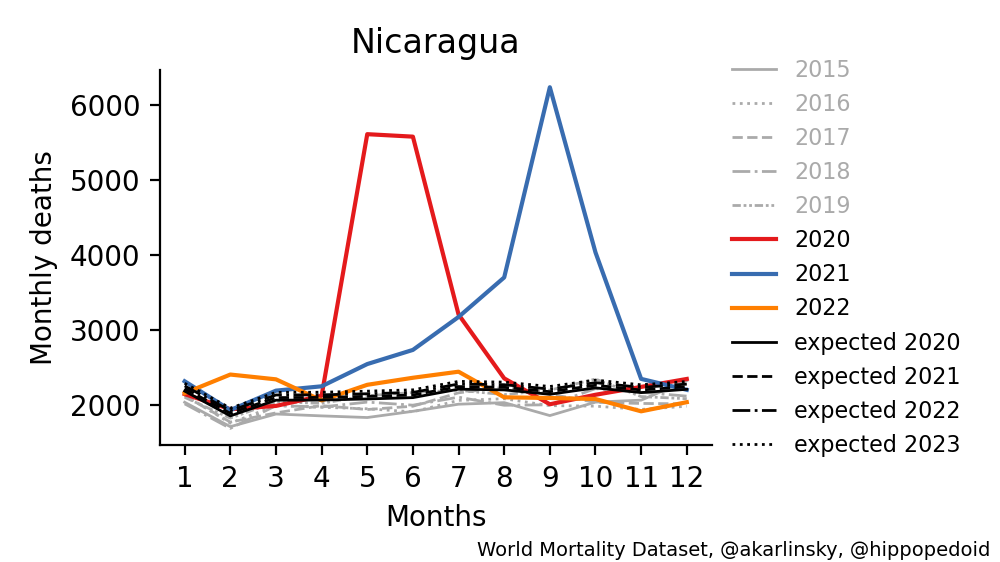 Nicaragua
Monthly deaths
6000
5000
4000
3000
2000
1 2 3 4 5 6 7 8 9 10 11 12
Months
2015
2016
2017
2018
2019
2020
2021
2022
expected 2020
expected 2021
expected 2022
expected 2023
World Mortality Dataset, @akarlinsky, @hippopedoid